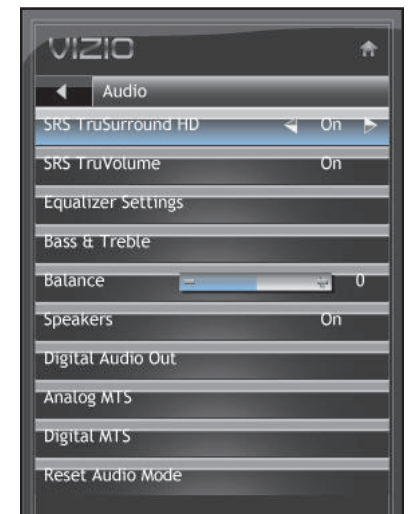 VIZIO
Audio
SRS TruSurround HD On
SRS TruVolume On
Equalizer Settings
Bass & Treble
Balance 0
Speakers On
Digital Audio Out
Analog MTS
Digital MTS
Reset Audio Mode